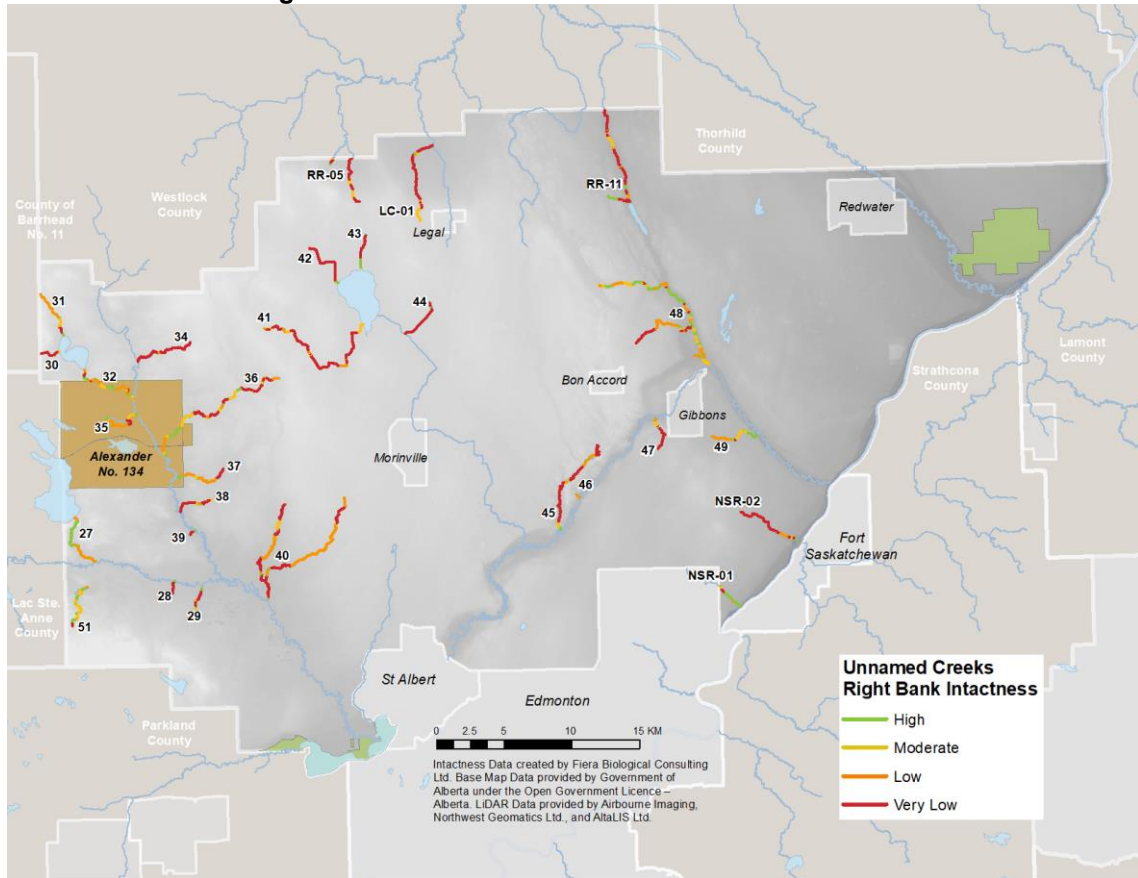 Thorhild
County
RR-05
RR-11
Westlock
County
County of
Barrhead
No. 11
LC-01
Legal
Redwater
43
42
31
44
Lamont
County
34
41
48
30
Strathcona
County
32
36
Bon Accord
35
Gibbons
Alexander
No. 134
Morinville
47
49
37
46
38
NSR-02
45
27
39
Fort
Saskatchewan
40
NSR-01
28
Lac Ste.
Anne
County
29
51
St Albert
Edmonton
Parkland
County
0 2.5 5 10 15 KM
Intactness Data created by Fiera Biological Consulting
Ltd. Base Map Data provided by Government of
Alberta under the Open Government Licence –
Alberta. LiDAR Data provided by Airbourne Imaging,
Northwest Geomatics Ltd., and AltaLIS Ltd.
Unnamed Creeks
Right Bank Intactness
High
Moderate
Low
Very Low